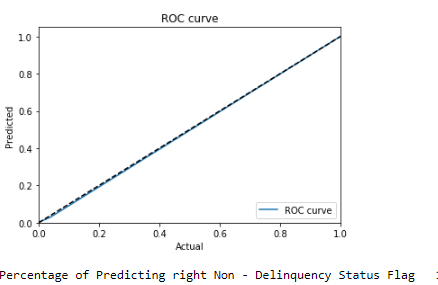 ROC curve
1.0
0.8
0.6
0.4
0.2
0.0
Predicted
0.0 0.2 0.4 0.6 0.8 1.0
Actual
ROC curve
Percentage of Predicting right Non - Delinquency Status Flag